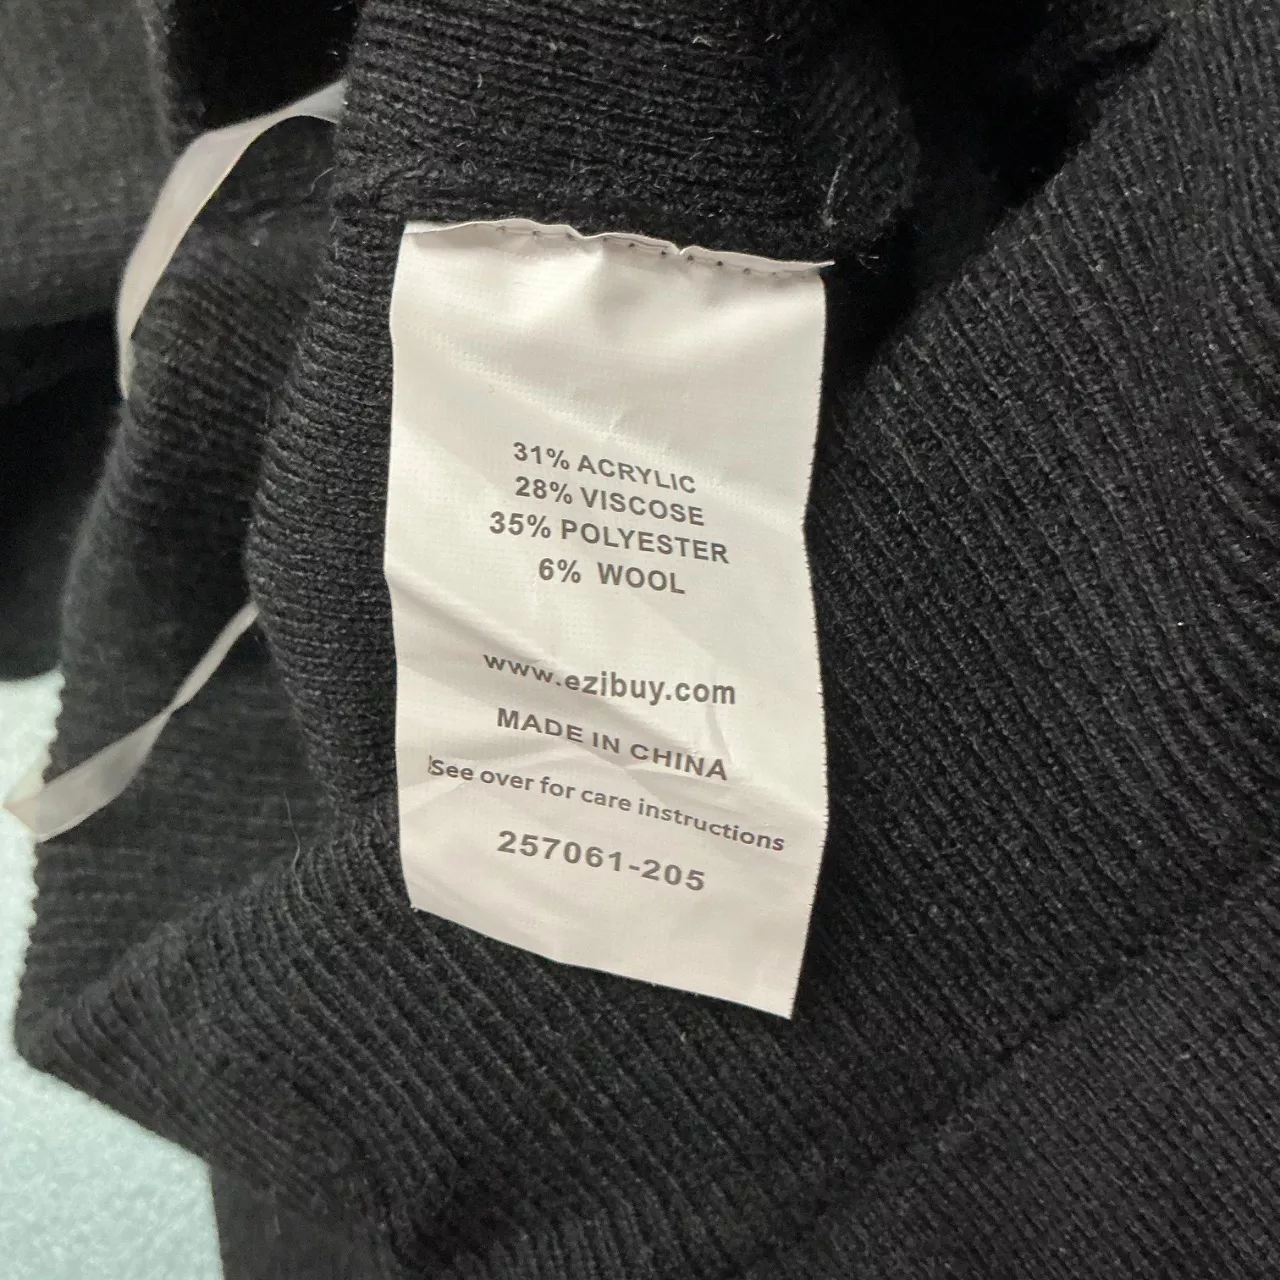 31% ACRYLIC
28% VISCOSE
35% POLYESTER
6% WOOL
www.ezibuy.com
MADE IN CHINA
See over for care instructions
257061-205